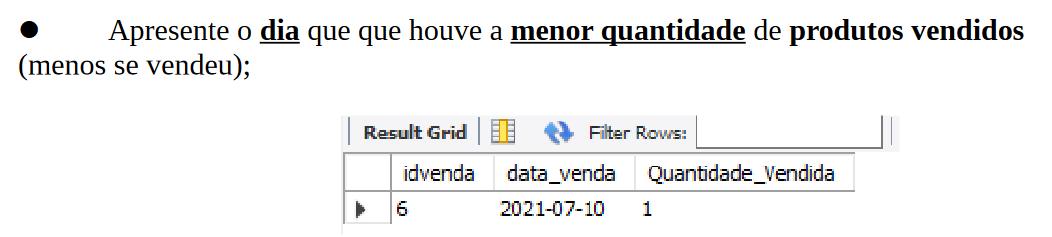 ● Apresente o dia que que houve a menor quantidade de produtos vendidos
(menos se vendeu);
Result Grid Filter Rows:
idvenda data_venda Quantidade_Vendida
6 2021-07-10 1